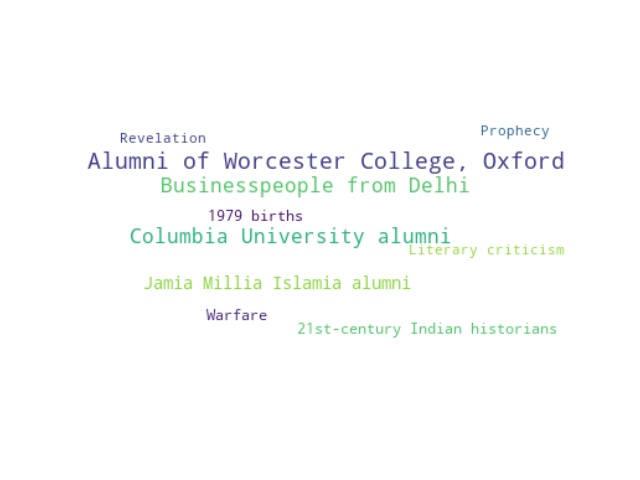 Prophecy
Revelation
Alumni of Worcester College, Oxford
Businesspeople from Delhi
1979 births
Columbia University alumni
Literary criticism
Jamia Millia Islamia alumni
Warfare
21st-century Indian historians